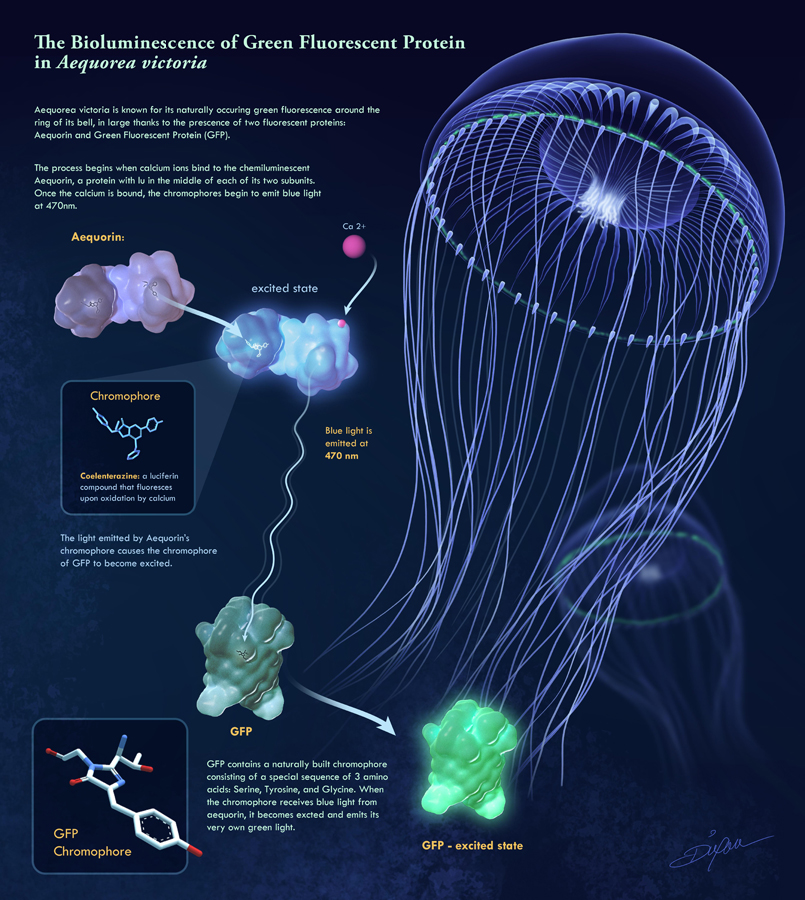 The Bioluminescence of Green Fluorescent Protein
in Aequorea victoria
Aequorea victoria is known for its naturally occuring green fluorescence around the
ring of its bell, in large thanks to the presence of two fluorescent proteins:
Aequorin and Green Fluorescent Protein (GFP).
The process begins when calcium ions bind to the chemiluminescent
Aequorin, a protein with lu in the middle of each of its two subunits.
Once the calcium is bound, the chromophores begin to emit blue light
at 470nm.
Aequorin:
Ca 2+
excited state
Chromophore
Coelenterazine: a luciferin
compound that fluoresces
upon oxidation by calcium
Blue light is
emitted at
470 nm
The light emitted by Aequorin's
chromophore causes the chromophore
of GFP to become excited.
GFP
GFP contains a naturally built chromophore
consisting of a special sequence of 3 amino
acids: Serine, Tyrosine, and Glycine. When
the chromophore receives blue light from
aequorin, it becomes excted and emits its
very own green light.
GFP
Chromophore
GFP - excited state